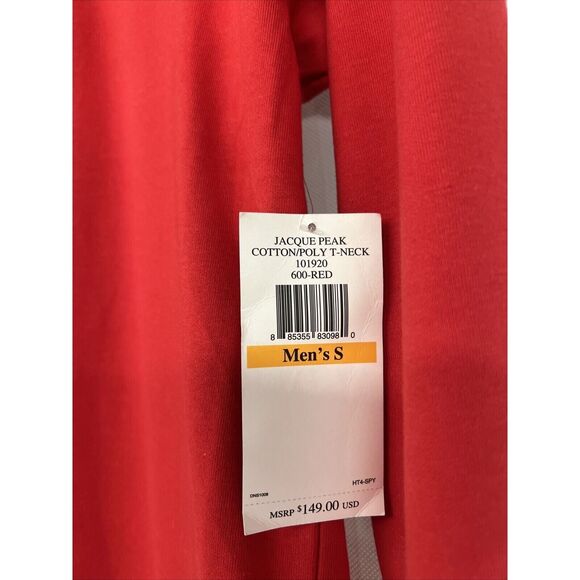 JACQUE PEAK
COTTON/POLY T-NECK
101920
600-RED
8 85355 83098 0
Men's S
DNS1009 HT4-SPY
MSRP $149.00 USD